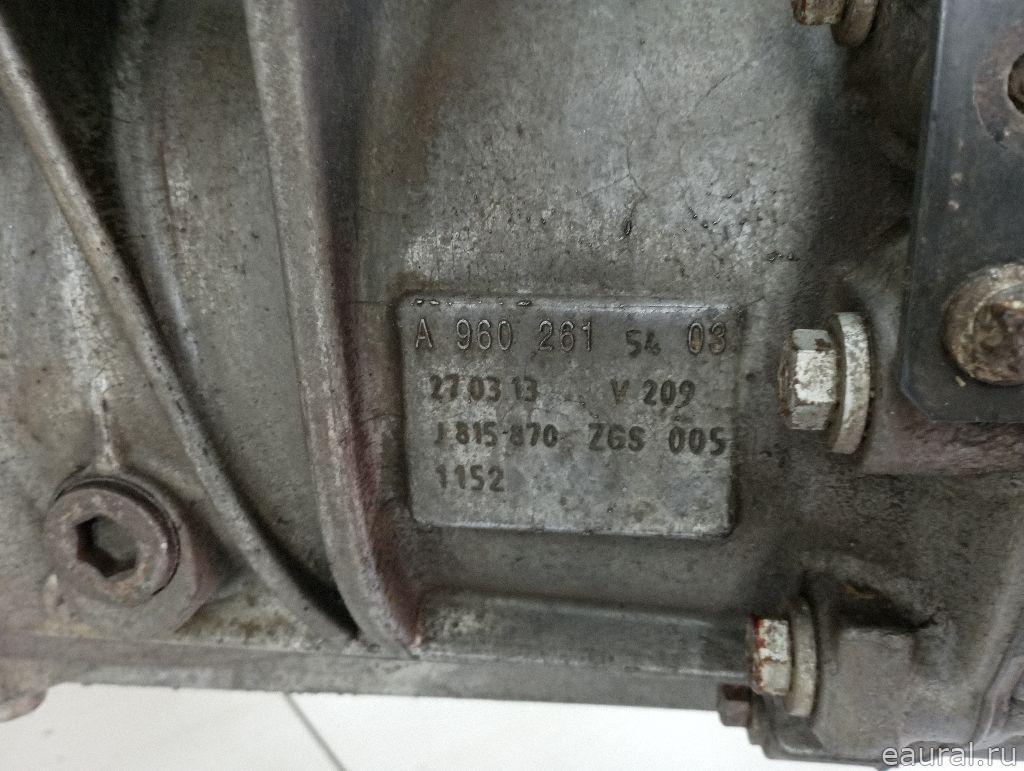 A 960 261 54 03
27 03 13 V 209
J 815 870 ZGS 005
1152
eaural.ru